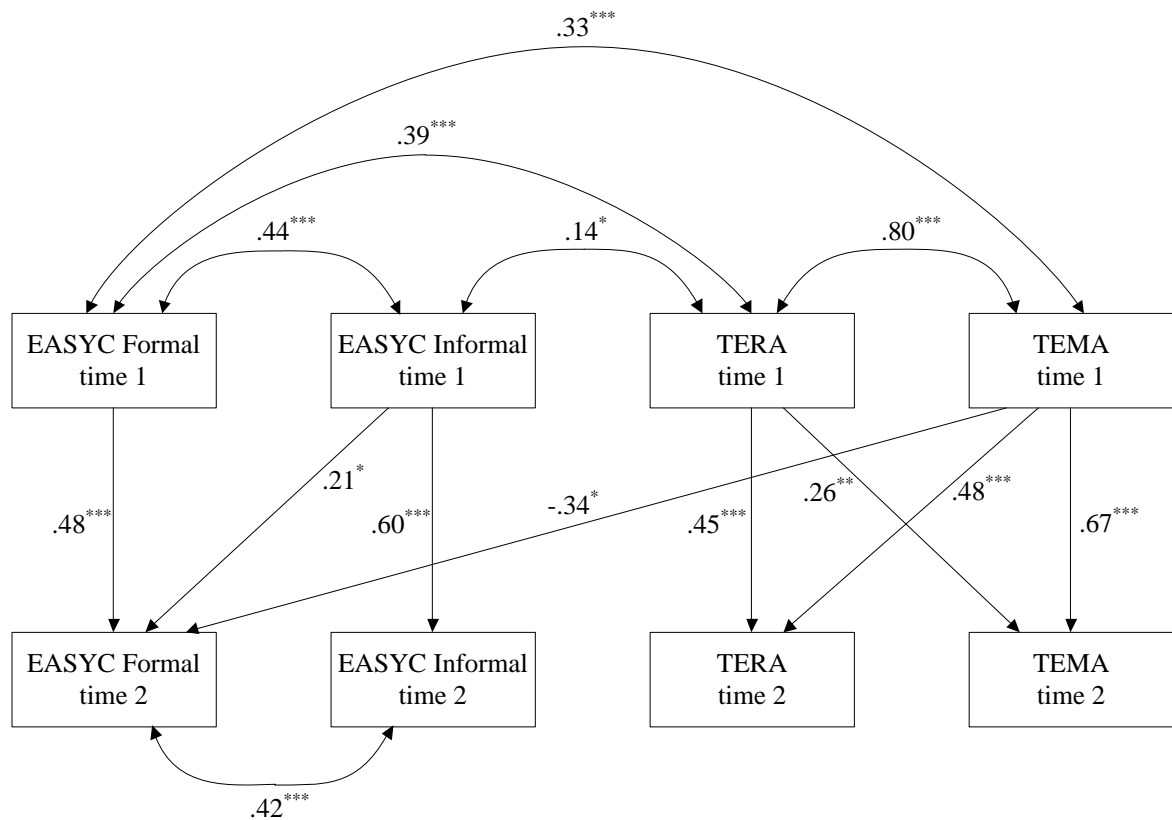 .33***
.39***
.44***
.14*
.80***
EASYC Formal
time 1
EASYC Informal
time 1
TERA
time 1
TEMA
time 1
.48***
.21*
.60***
-.34*
.45***
.26**
.48***
.67***
EASYC Formal
time 2
EASYC Informal
time 2
TERA
time 2
TEMA
time 2
.42***